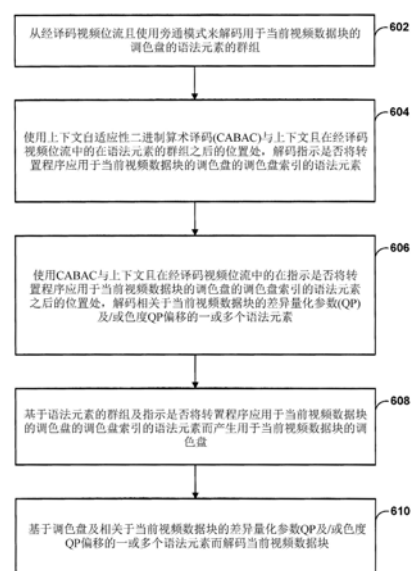 从经译码视频位流且使用旁通模式来解码用于当前视频数据块的
调色盘的语法元素的群组
602
使用上下文自适应性二进制算术译码(CABAC)与上下文且在经译码
视频位流中的在语法元素的群组之后的位置处，解码指示是否将
转置程序应用于当前视频数据块的调色盘的调色盘索引的语法元素
604
使用CABAC与上下文且在经译码视频位流中的在指示是否将转
置程序应用于当前视频数据块的调色盘的调色盘索引的语法元素
之后的位置处，解码相关于当前视频数据块的差异量化参数(QP)
及/或色度QP偏移的一或多个语法元素
606
基于语法元素的群组及指示是否将转置程序应用于当前视频数据块
的调色盘的调色盘索引的语法元素而产生用于当前视频数据块的调
色盘
608
基于调色盘及相关于当前视频数据块的差异量化参数QP及/或色度
QP偏移的一或多个语法元素而解码当前视频数据块
610